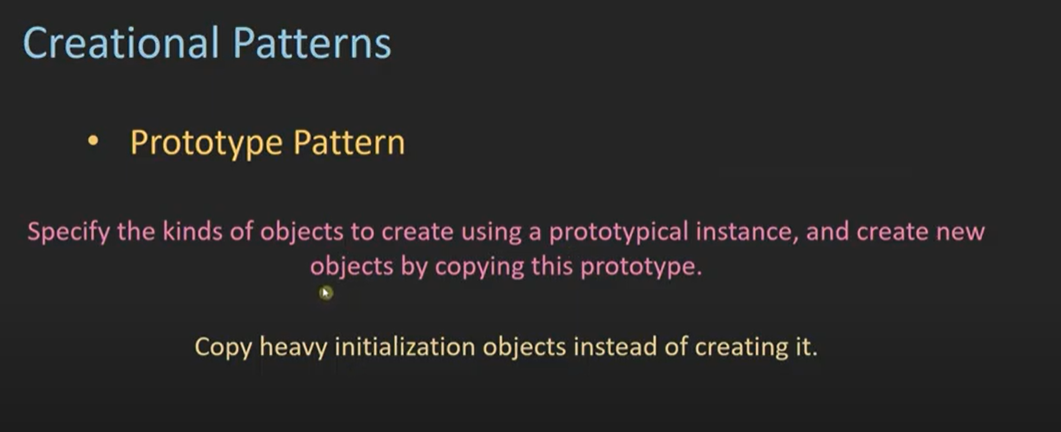 Creational Patterns
• Prototype Pattern
Specify the kinds of objects to create using a prototypical instance, and create new
objects by copying this prototype.
Copy heavy initialization objects instead of creating it.